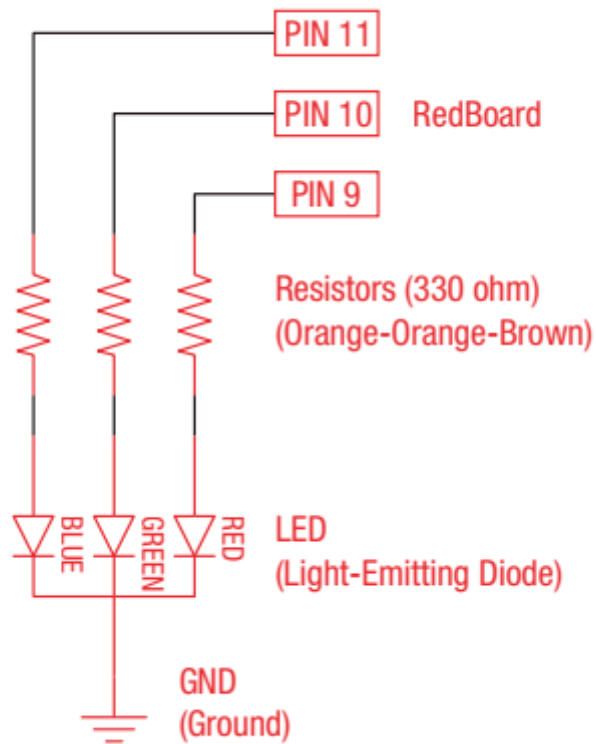 PIN 11
PIN 10 RedBoard
PIN 9
Resistors (330 ohm)
(Orange-Orange-Brown)
BLUE
GREEN
RED
LED
(Light-Emitting Diode)
GND
(Ground)